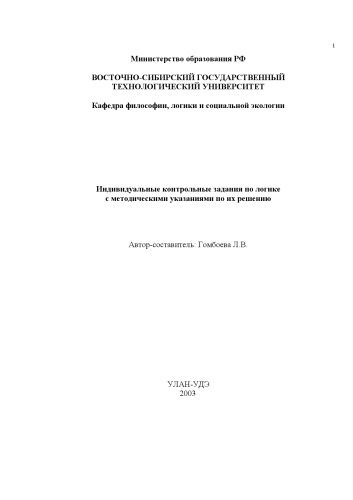 1
Министерство образования РФ
ВОСТОЧНО-СИБИРСКИЙ ГОСУДАРСТВЕННЫЙ
ТЕХНОЛОГИЧЕСКИЙ УНИВЕРСИТЕТ
Кафедра философии, логики и социальной экологии
Индивидуальные контрольные задания по логике
с методическими указаниями по их решению
Автор-составитель: Гомбоева Л.В.
УЛАН-УДЭ
2003